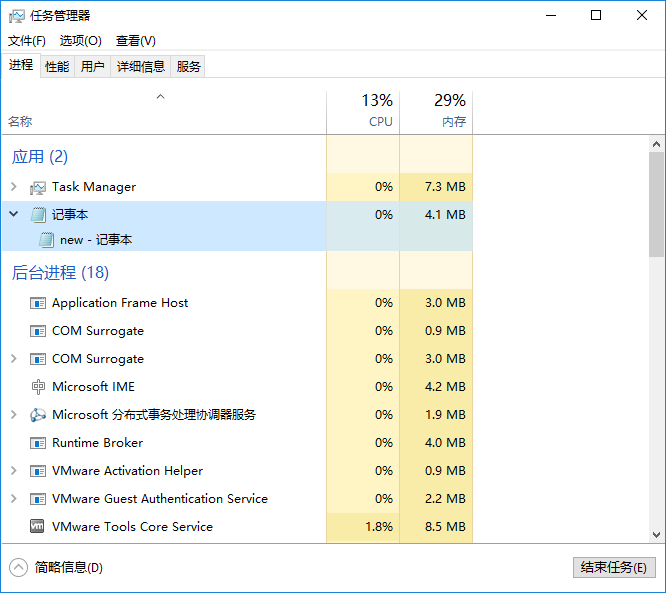 任务管理器
文件(F) 选项(O) 查看(V)
进程 性能 用户 详细信息 服务
13% 29%
名称 CPU 内存
应用 (2)
Task Manager 0% 7.3 MB
记事本 0% 4.1 MB
new - 记事本
后台进程 (18)
Application Frame Host 0% 3.0 MB
COM Surrogate 0% 0.9 MB
COM Surrogate 0% 3.0 MB
Microsoft IME 0% 4.2 MB
Microsoft 分布式事务处理协调器服务 0% 1.9 MB
Runtime Broker 0% 4.0 MB
VMware Activation Helper 0% 0.9 MB
VMware Guest Authentication Service 0% 2.2 MB
vm VMware Tools Core Service 1.8% 8.5 MB
简略信息(D) 结束任务(E)